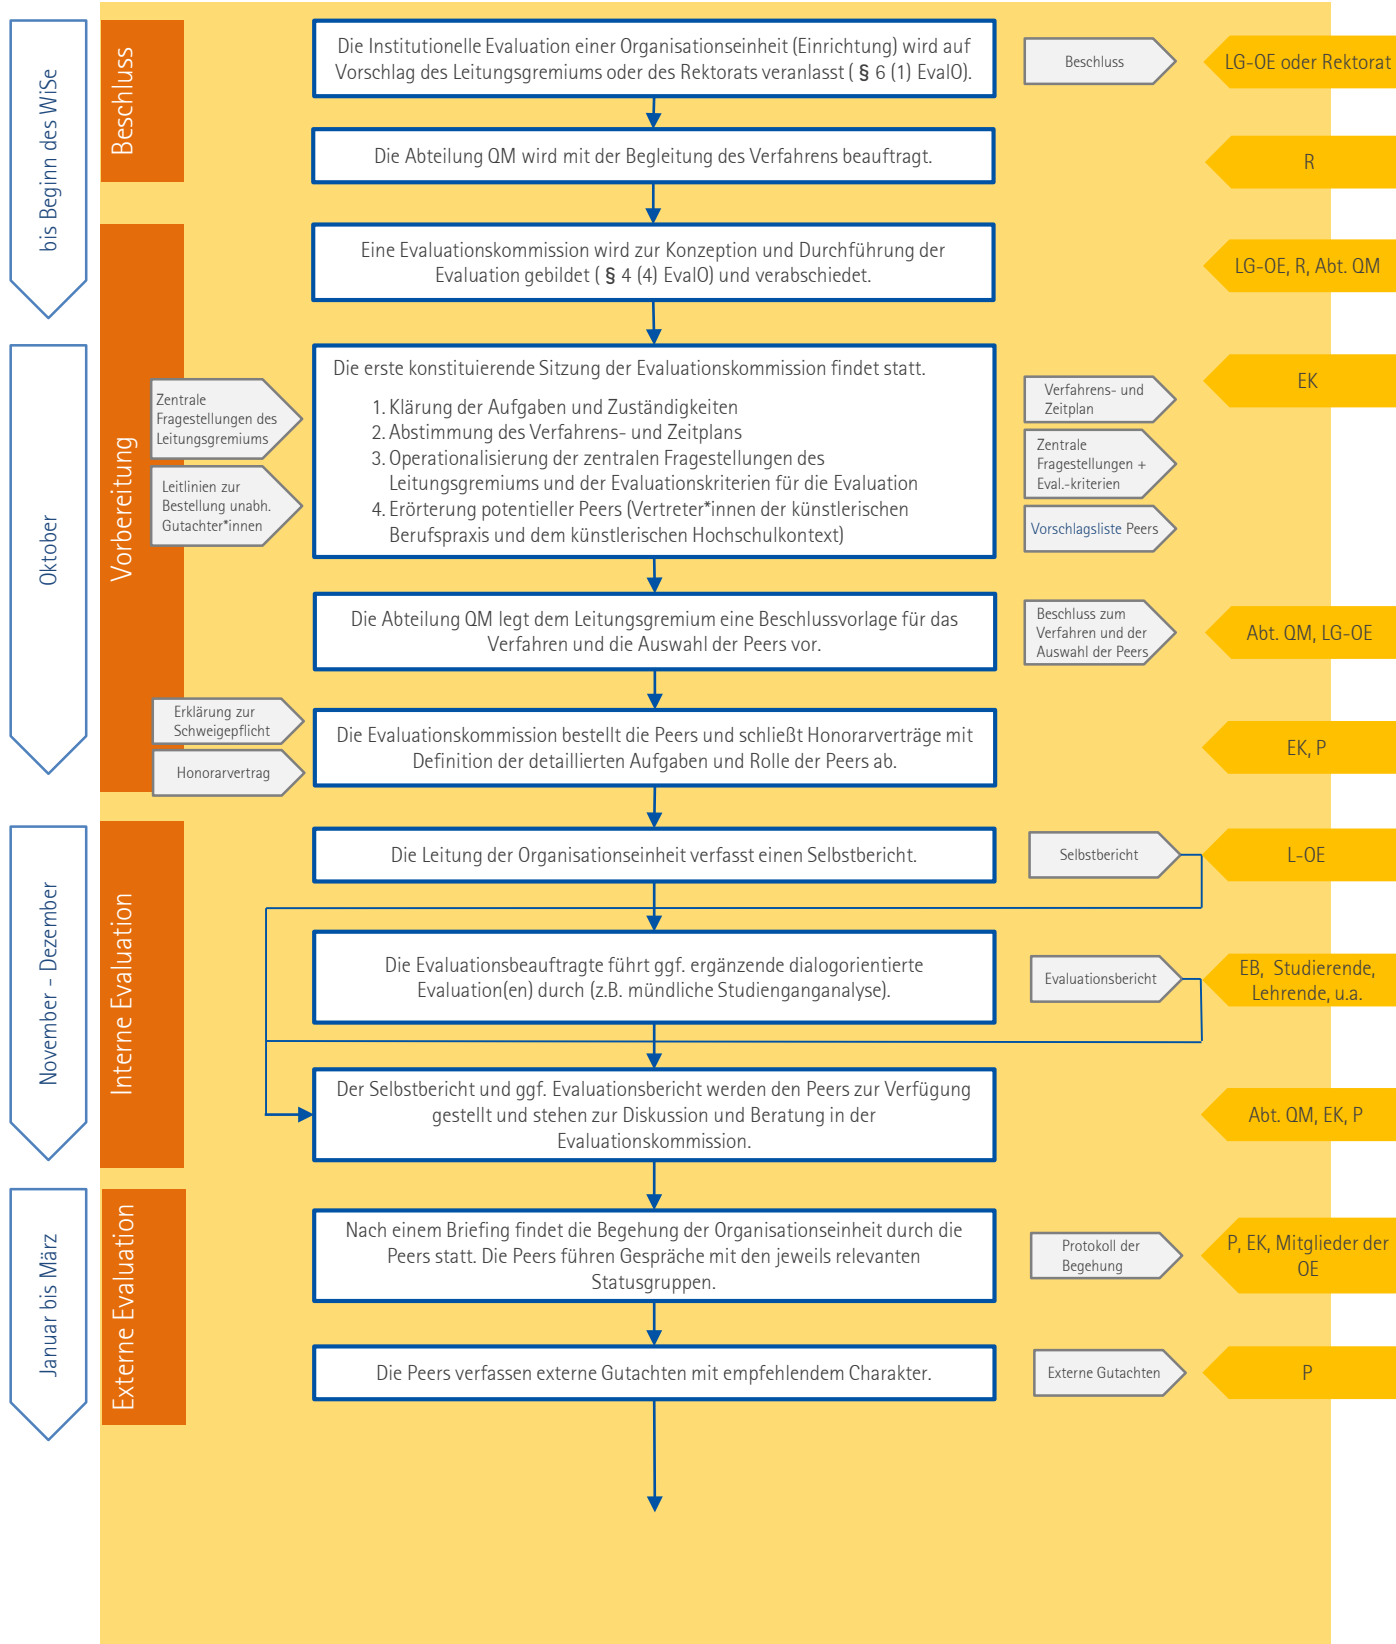 bis Beginn des WiSe
Beschluss
Die Institutionelle Evaluation einer Organisationseinheit (Einrichtung) wird auf
Vorschlag des Leitungsgremiums oder des Rektorats veranlasst ( § 6 (1) EvalO).
Beschluss
LG-OE oder Rektorat
Die Abteilung QM wird mit der Begleitung des Verfahrens beauftragt.
R
Vorbereitung
Eine Evaluationskommission wird zur Konzeption und Durchführung der
Evaluation gebildet ( § 4 (4) EvalO) und verabschiedet.
LG-OE, R, Abt. QM
Oktober
Zentrale
Fragestellungen des
Leitungsgremiums
Leitlinien zur
Bestellung unabh.
Gutachter*innen
Die erste konstituierende Sitzung der Evaluationskommission findet statt.
1. Klärung der Aufgaben und Zuständigkeiten
2. Abstimmung des Verfahrens- und Zeitplans
3. Operationalisierung der zentralen Fragestellungen des
Leitungsgremiums und der Evaluationskriterien für die Evaluation
4. Erörterung potentieller Peers (Vertreter*innen der künstlerischen
Berufspraxis und dem künstlerischen Hochschulkontext)
Verfahrens- und
Zeitplan
Zentrale
Fragestellungen +
Eval.-kriterien
Vorschlagsliste Peers
EK
Die Abteilung QM legt dem Leitungsgremium eine Beschlussvorlage für das
Verfahren und die Auswahl der Peers vor.
Beschluss zum
Verfahren und der
Auswahl der Peers
Abt. QM, LG-OE
Erklärung zur
Schweigepflicht
Honorarvertrag
Die Evaluationskommission bestellt die Peers und schließt Honorarverträge mit
Definition der detaillierten Aufgaben und Rolle der Peers ab.
EK, P
November - Dezember
Interne Evaluation
Die Leitung der Organisationseinheit verfasst einen Selbstbericht.
Selbstbericht
L-OE
Die Evaluationsbeauftragte führt ggf. ergänzende dialogorientierte
Evaluation(en) durch (z.B. mündliche Studienganganalyse).
Evaluationsbericht
EB, Studierende,
Lehrende, u.a.
Der Selbstbericht und ggf. Evaluationsbericht werden den Peers zur Verfügung
gestellt und stehen zur Diskussion und Beratung in der
Evaluationskommission.
Abt. QM, EK, P
Januar bis März
Externe Evaluation
Nach einem Briefing findet die Begehung der Organisationseinheit durch die
Peers statt. Die Peers führen Gespräche mit den jeweils relevanten
Statusgruppen.
Protokoll der
Begehung
P, EK, Mitglieder der
OE
Die Peers verfassen externe Gutachten mit empfehlendem Charakter.
Externe Gutachten
P